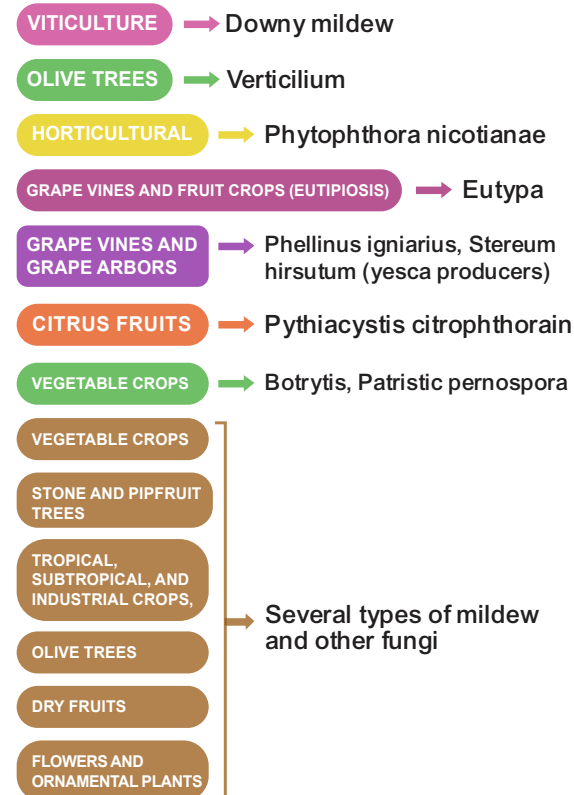 VITICULTURE
Downy mildew
OLIVE TREES
Verticilium
HORTICULTURAL
Phytophthora nicotianae
GRAPE VINES AND FRUIT CROPS (EUTIPIOSIS)
Eutypa
GRAPE VINES AND
GRAPE ARBORS
Phellinus igniarius, Stereum
hirsutum (yesca producers)
CITRUS FRUITS
Pythiacystis citrophthorain
VEGETABLE CROPS
Botrytis, Patristic pernospora
VEGETABLE CROPS
STONE AND PIPFRUIT
TREES
TROPICAL,
SUBTROPICAL, AND
INDUSTRIAL CROPS,
OLIVE TREES
DRY FRUITS
FLOWERS AND
ORNAMENTAL PLANTS
Several types of mildew
and other fungi